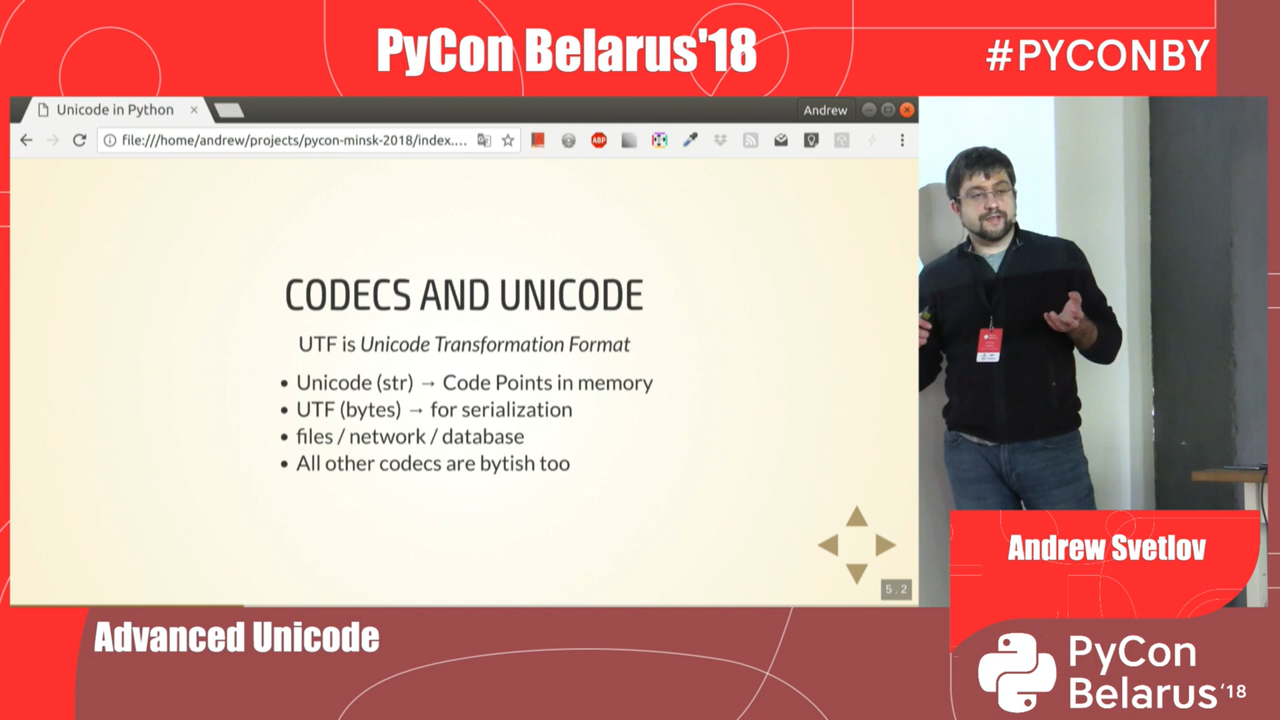 PyCon Belarus'18
#PYCONBY
Unicode in Python
Andrew
file:///home/andrew/projects/pycon-minsk-2018/index....
ABP
CODECS AND UNICODE
UTF is Unicode Transformation Format
• Unicode (str) → Code Points in memory
• UTF (bytes) → for serialization
• files / network / database
• All other codecs are bytish too
5.2
Andrew Svetlov
Advanced Unicode
PyCon
Belarus '18